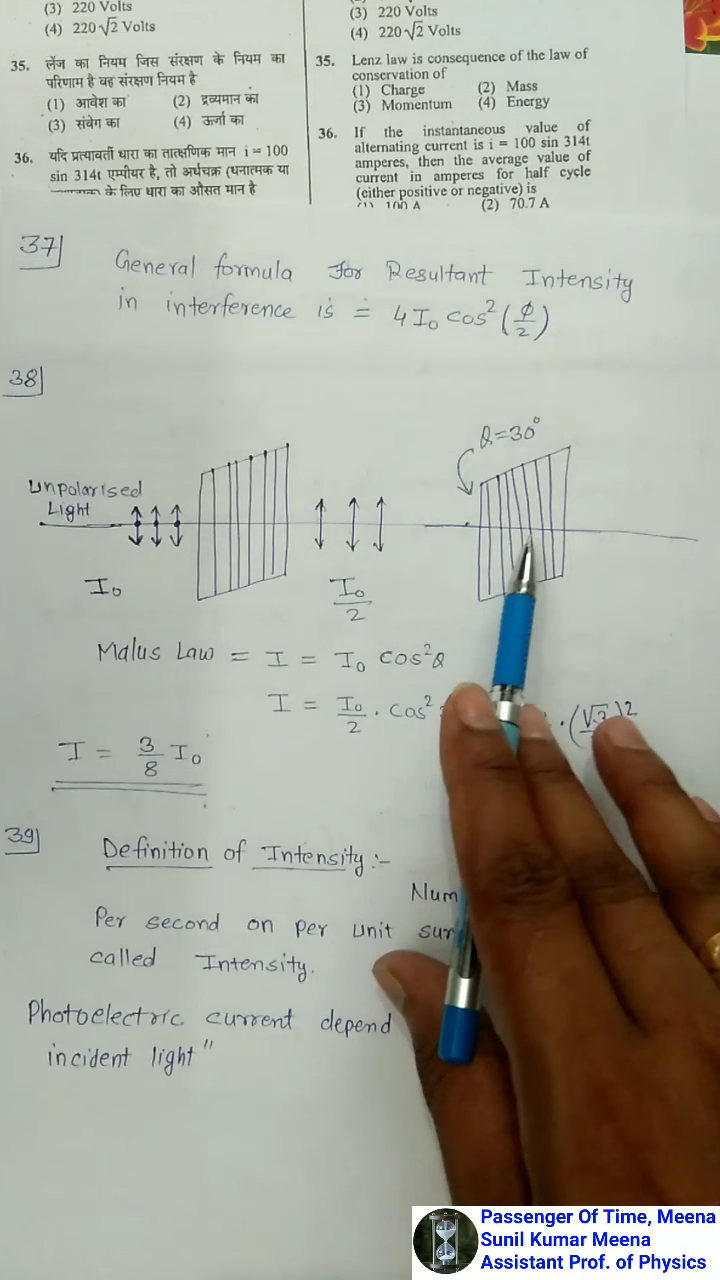 (3) 220 Volts
(4) 220√2 Volts
35. लेंज का नियम जिस संरक्षण के नियम का
परिणाम है वह संरक्षण नियम है
(1) आवेश का (2) द्रव्यमान का
(3) संवेग का (4) ऊर्जा का
36. यदि प्रत्यावर्ती धारा का तात्क्षणिक मान i = 100
sin 314t एम्पीयर है, तो अर्धचक्र (धनात्मक या
के लिए धारा का औसत मान है
(3) 220 Volts
(4) 220√2 Volts
35. Lenz law is consequence of the law of
conservation of
(1) Charge (2) Mass
(3) Momentum (4) Energy
36. If the instantaneous value of
alternating current is i = 100 sin 314t
amperes, then the average value of
current in amperes for half cycle
(either positive or negative) is
(1) 100 A (2) 70.7 A
37
General formula for Resultant Intensity
in interference is = 4I₀ cos² (φ/2)
38
θ=30°
Unpolarised
Light
I₀
I₀/2
Malus Law = I = I₀ cos²θ
I = I₀/2 . cos² . (√3)2
I = 3/8 I₀
39
Definition of Intensity :-
Num
Per second on per unit sur
called Intensity.
Photoelectric current depend
incident light"
Passenger Of Time, Meena
Sunil Kumar Meena
Assistant Prof. of Physics